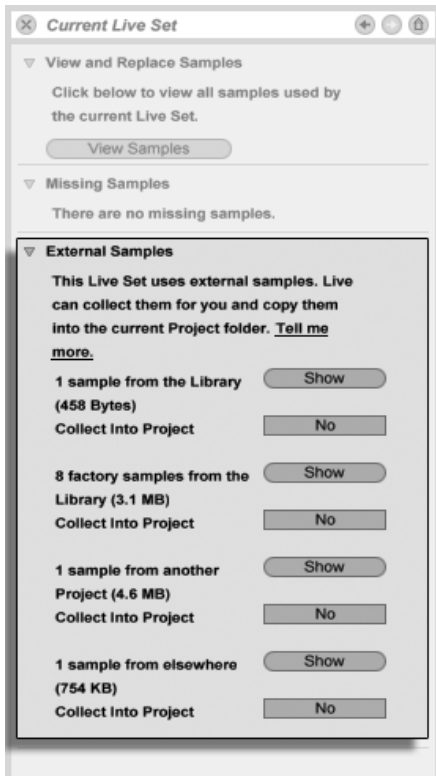 Current Live Set
View and Replace Samples
Click below to view all samples used by
the current Live Set.
View Samples
Missing Samples
There are no missing samples.
External Samples
This Live Set uses external samples. Live
can collect them for you and copy them
into the current Project folder. Tell me
more.
1 sample from the Library
(458 Bytes)
Show
Collect Into Project
No
8 factory samples from the
Library (3.1 MB)
Show
Collect Into Project
No
1 sample from another
Project (4.6 MB)
Show
Collect Into Project
No
1 sample from elsewhere
(754 KB)
Show
Collect Into Project
No